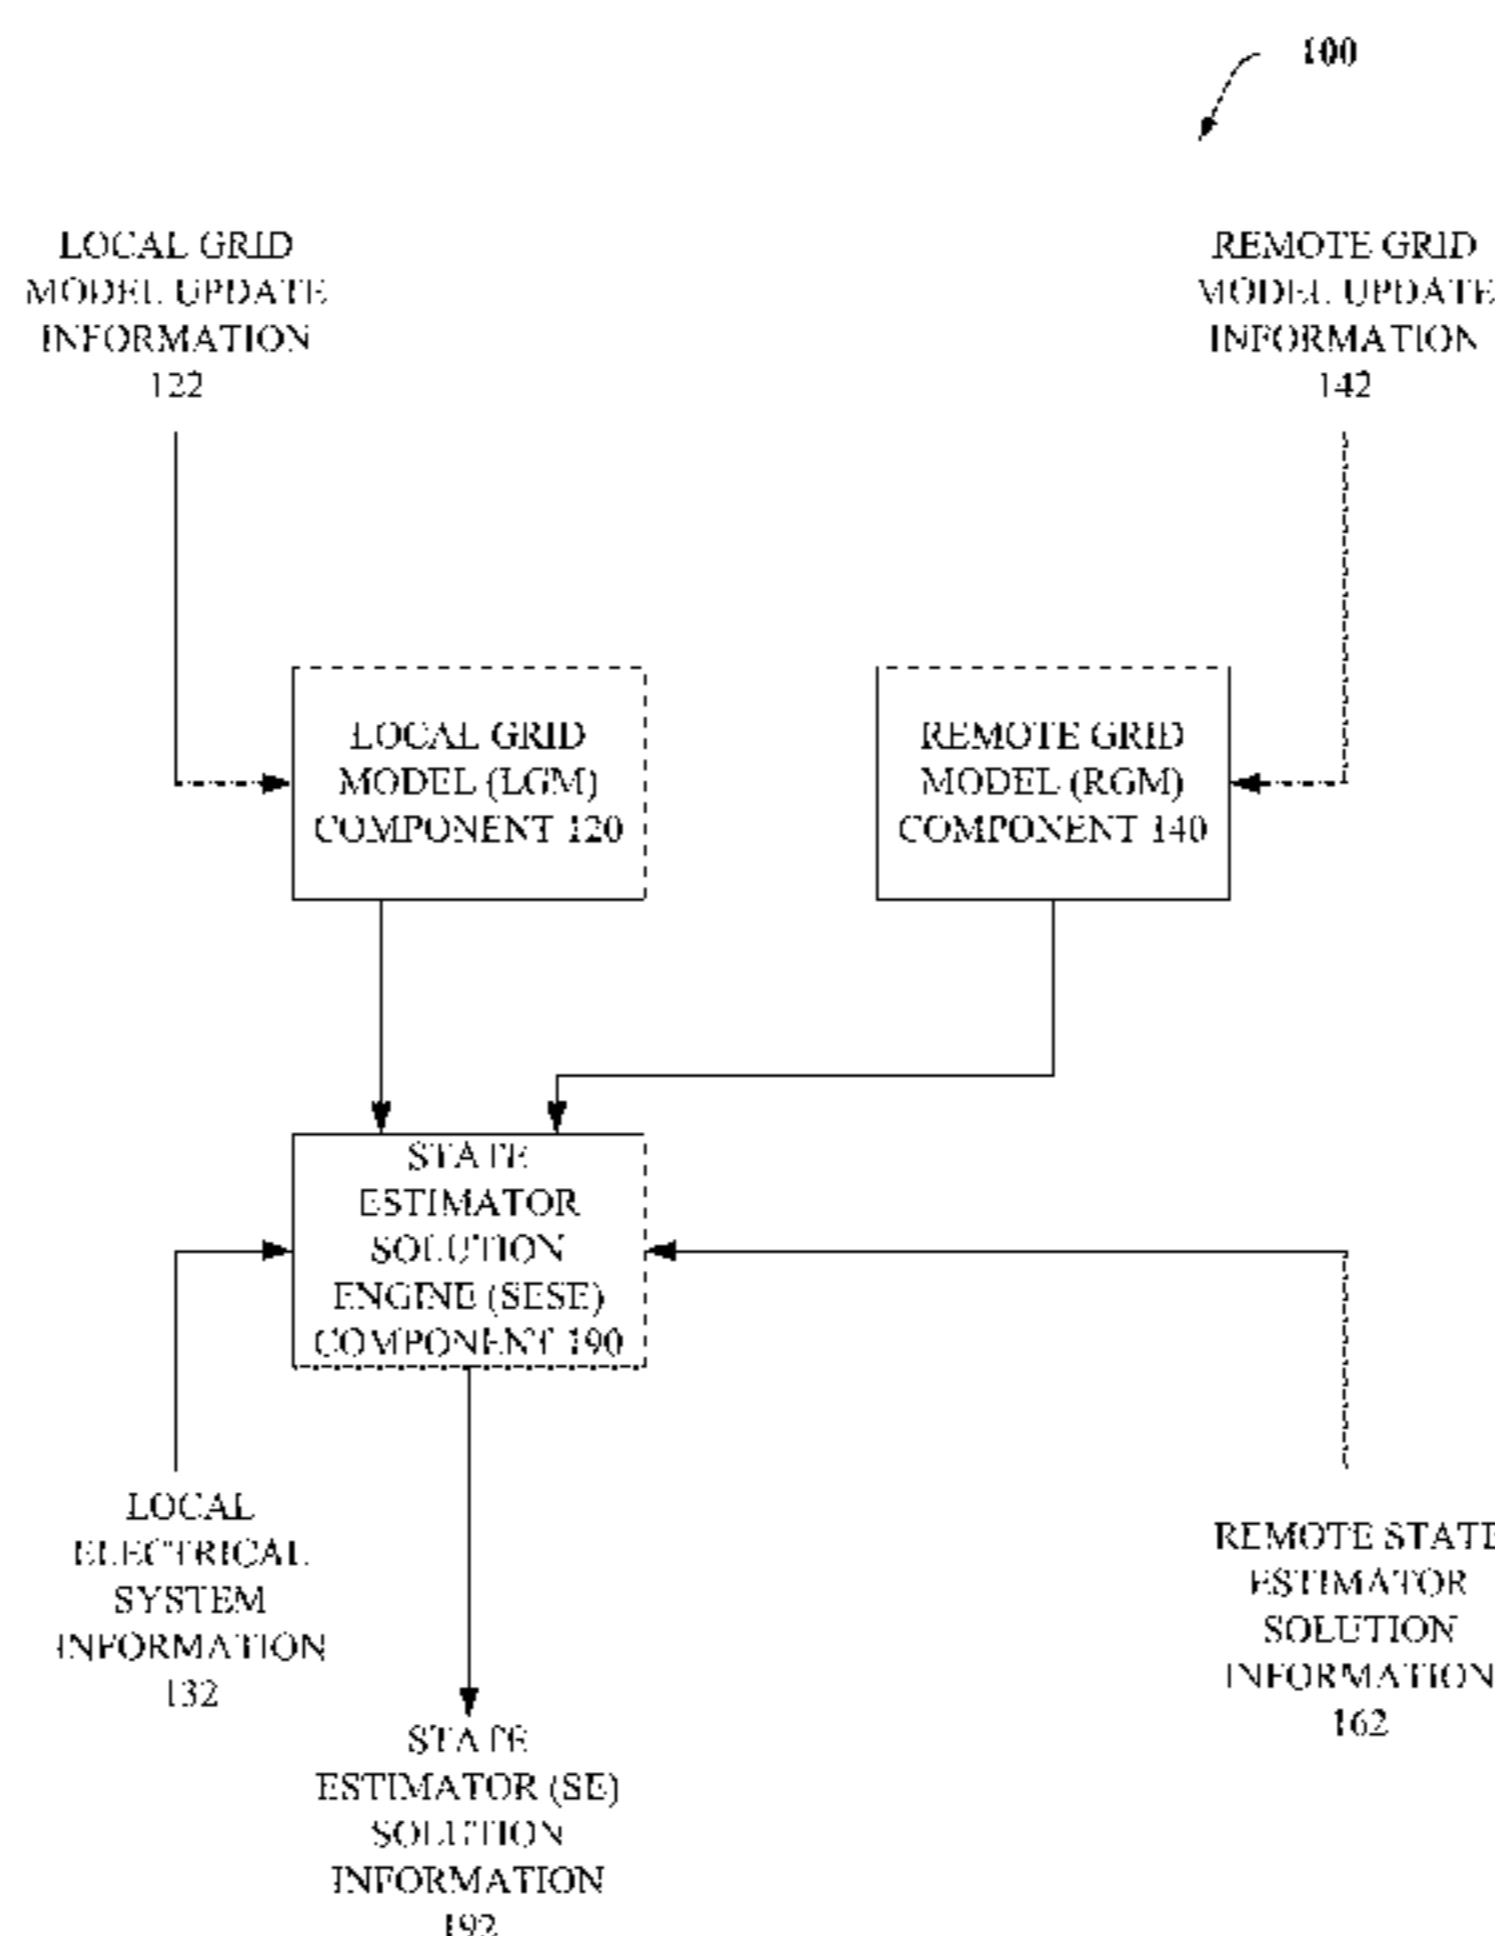 100
LOCAL GRID
MODEL UPDATE
INFORMATION
122
REMOTE GRID
MODEL UPDATE
INFORMATION
142
LOCAL GRID
MODEL (LGM)
COMPONENT 120
REMOTE GRID
MODEL (RGM)
COMPONENT 140
STATE
ESTIMATOR
SOLUTION
ENGINE (SESE)
COMPONENT 190
LOCAL
ELECTRICAL
SYSTEM
INFORMATION
132
REMOTE STATE
ESTIMATOR
SOLUTION
INFORMATION
162
STATE
ESTIMATOR (SE)
SOLUTION
INFORMATION
192